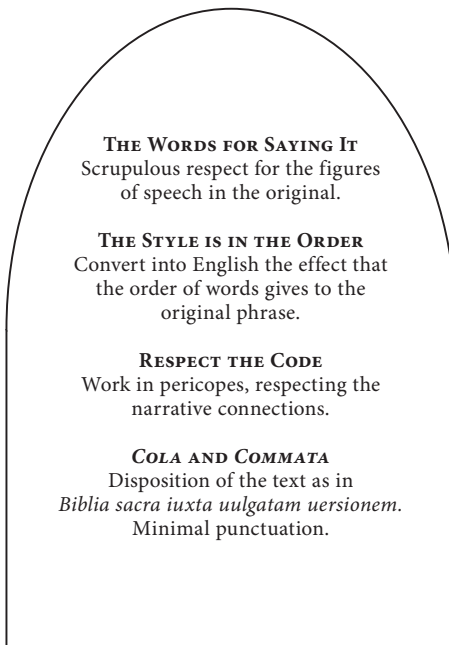 The Words for Saying It
Scrupulous respect for the figures
of speech in the original.
The Style is in the Order
Convert into English the effect that
the order of words gives to the
original phrase.
Respect the Code
Work in pericopes, respecting the
narrative connections.
Cola and Commata
Disposition of the text as in
Biblia sacra iuxta uulgatam uersionem.
Minimal punctuation.